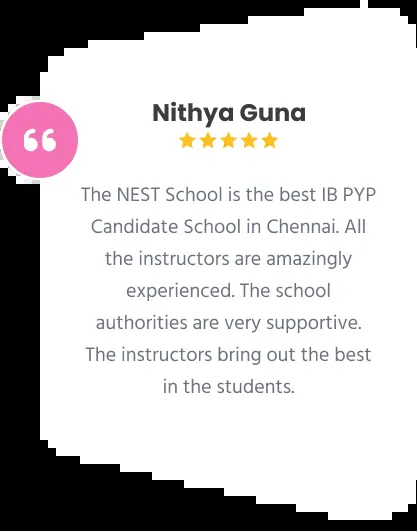 Nithya Guna
The NEST School is the best IB PYP
Candidate School in Chennai. All
the instructors are amazingly
experienced. The school
authorities are very supportive.
The instructors bring out the best
in the students.